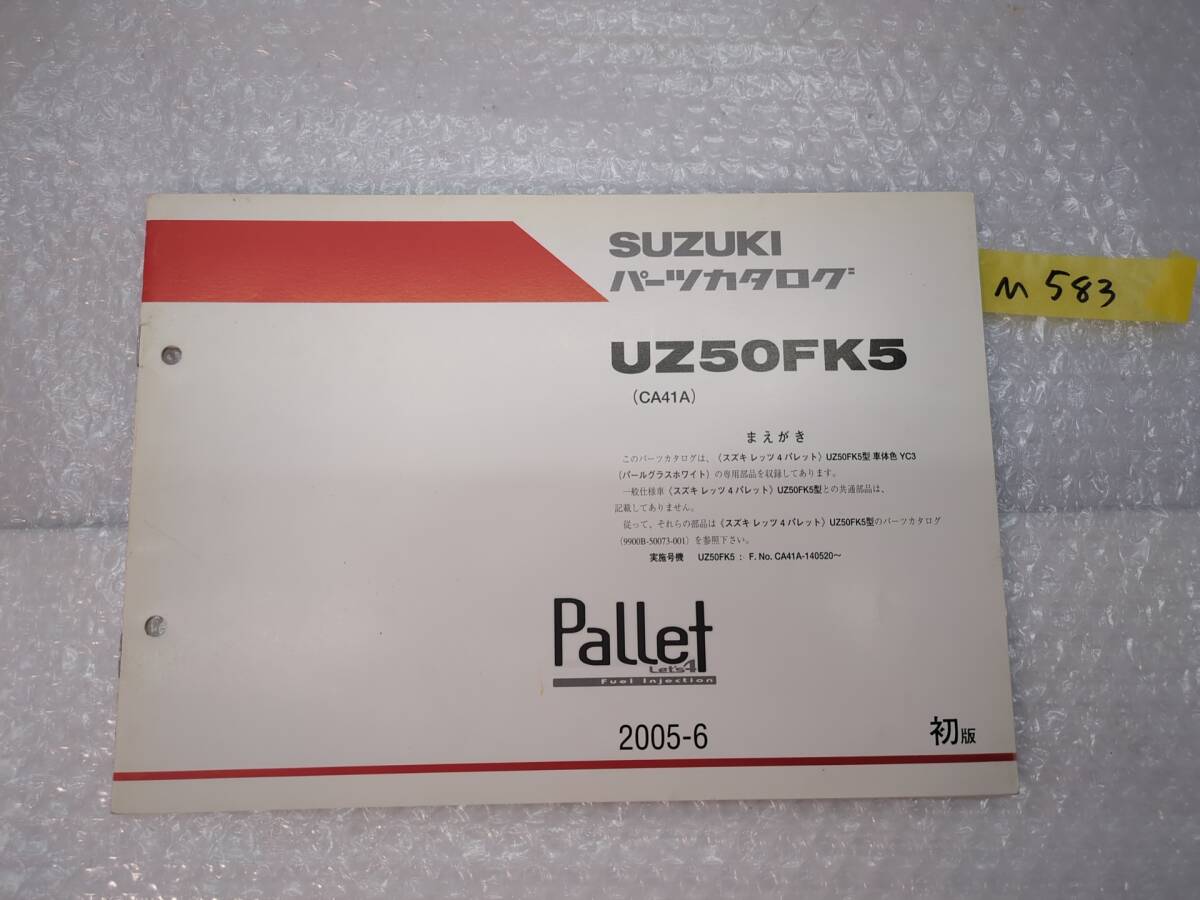 SUZUKI
パーツカタログ
M 583
UZ50FK5
(CA41A)
まえがき
このパーツカタログは、〈スズキ レッツ4パレット〉UZ50FK5型 車体色 YC3
(パールグラスホワイト)の専用部品を収録してあります。
一般仕様車〈スズキ レッツ4パレット〉UZ50FK5型との共通部品は、
記載してありません。
従って、それらの部品は〈スズキ レッツ4パレット〉UZ50FK5型のパーツカタログ
(9900B-50073-001)を参照下さい。
実施号機 UZ50FK5 : F. No. CA41A-140520〜
Pallet
Let's4
Fuel Injection
2005-6
初版